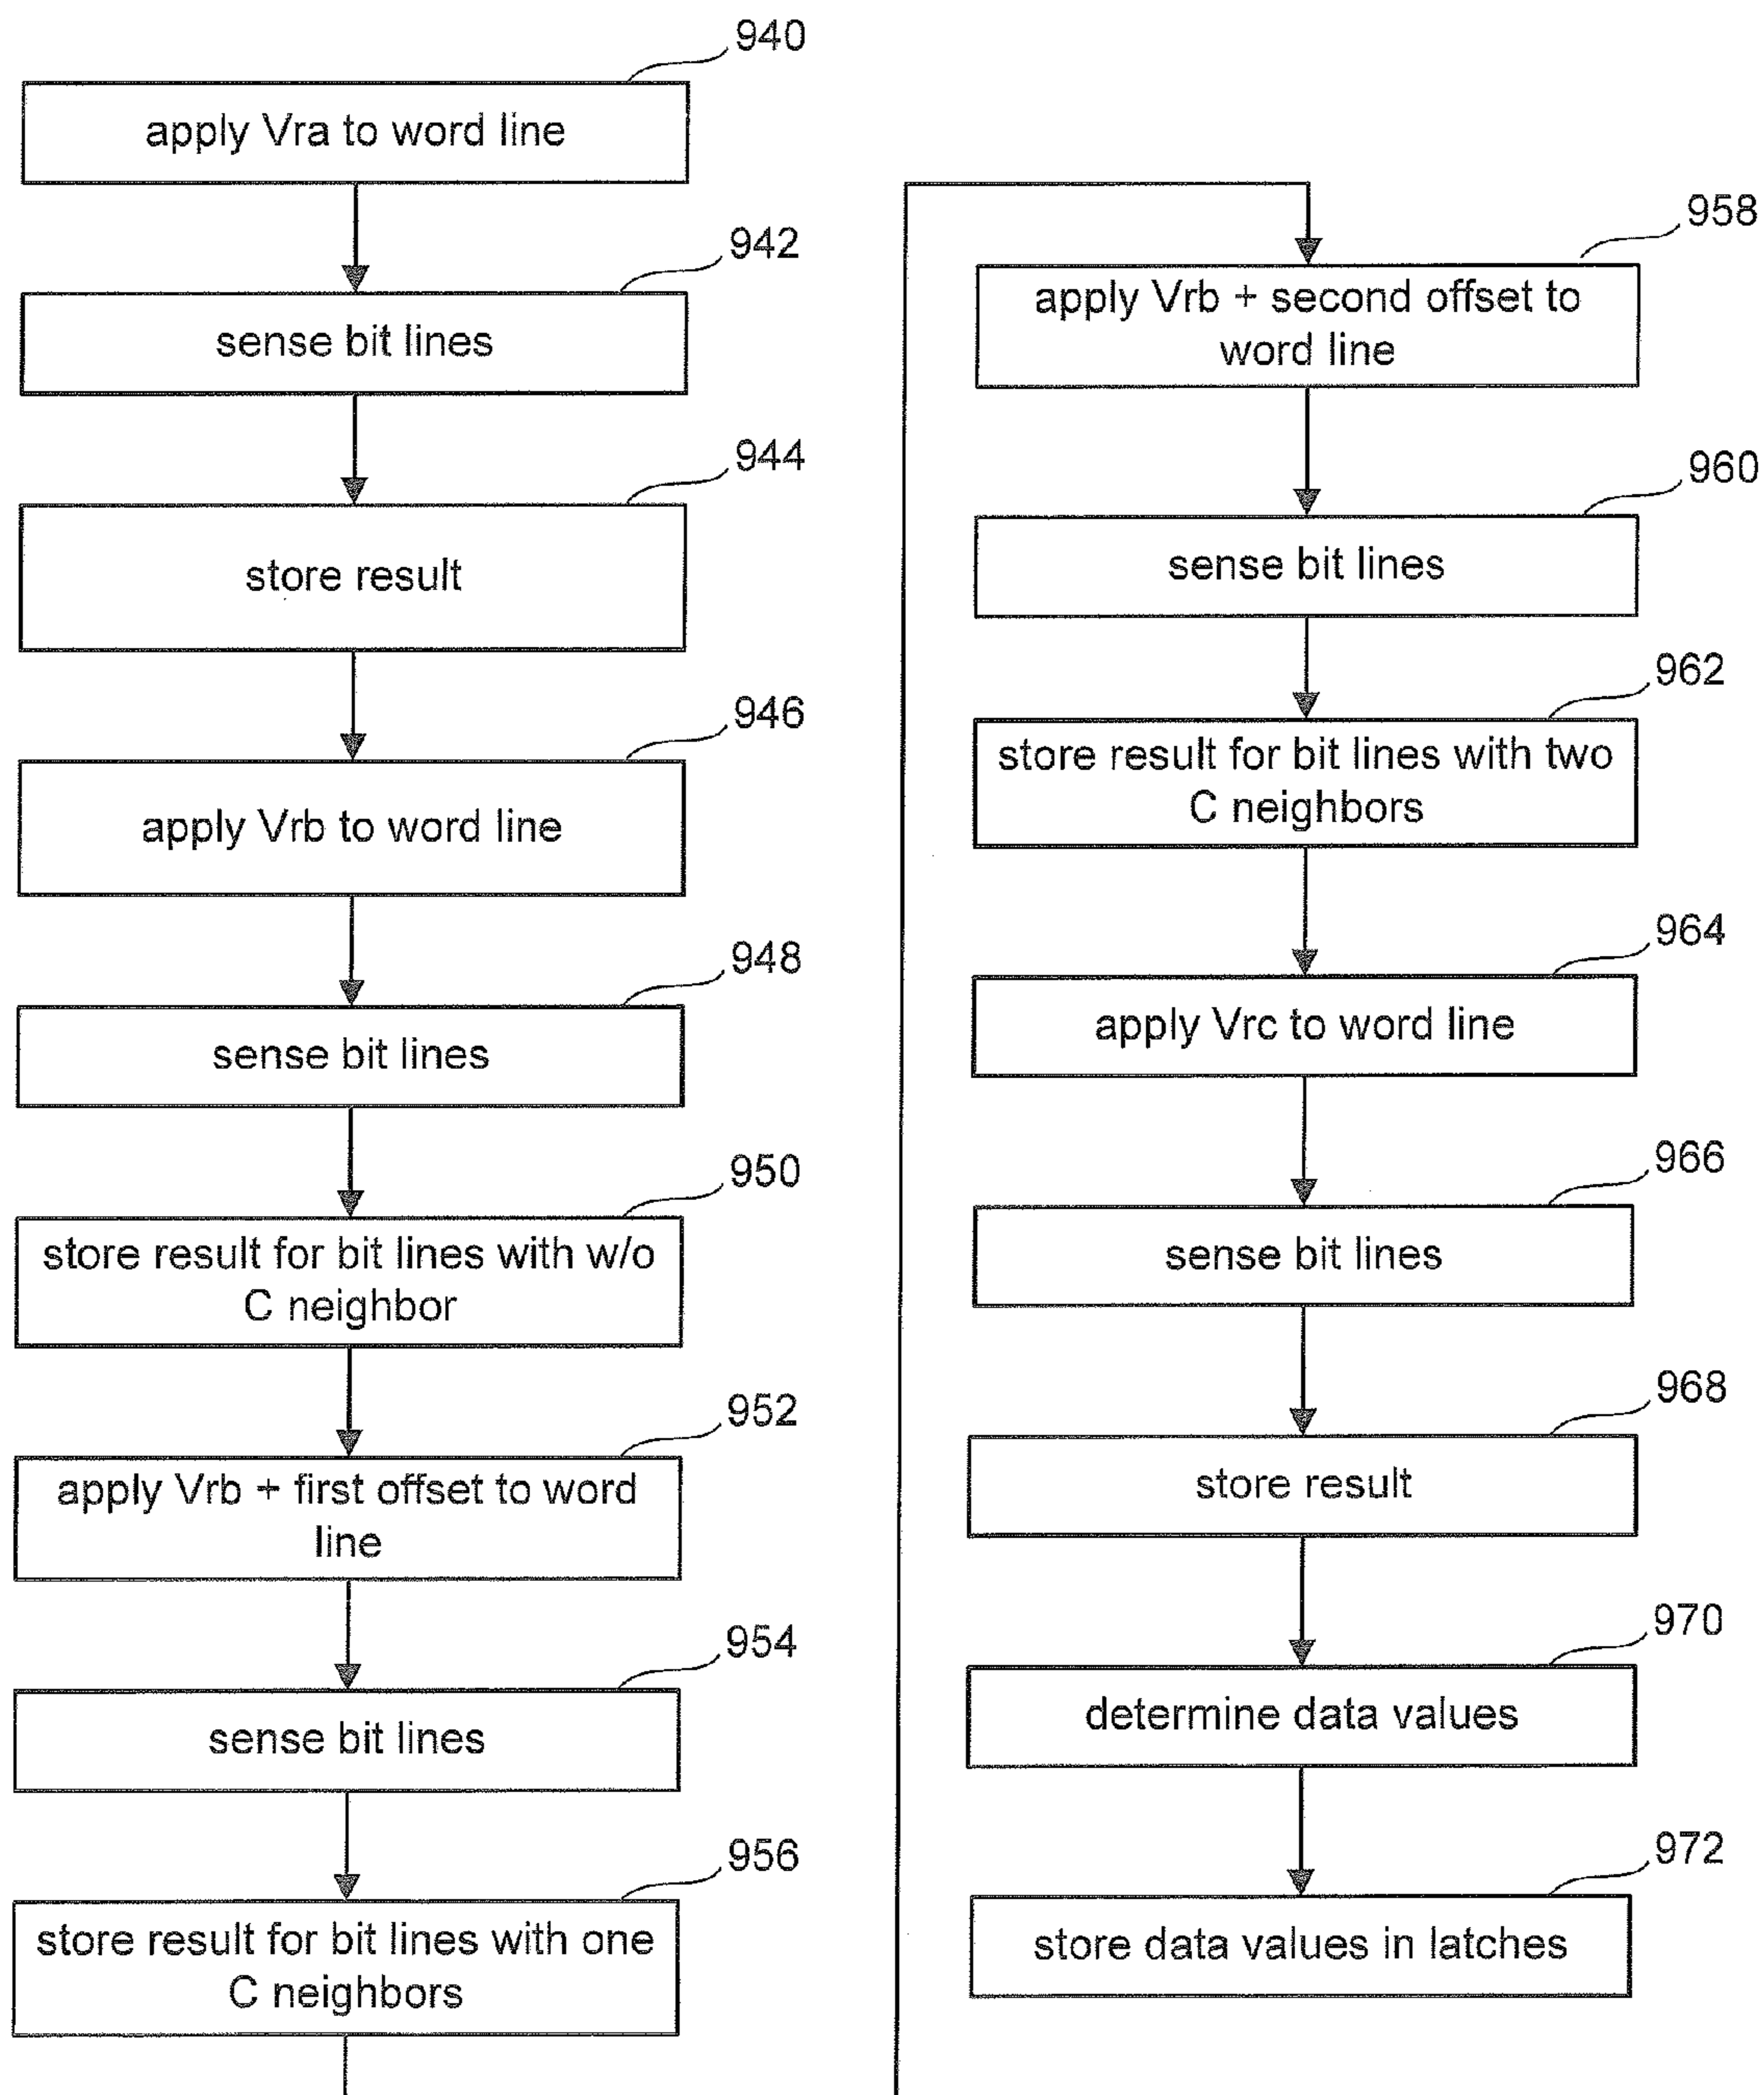 940
apply Vra to word line
942
sense bit lines
944
store result
946
apply Vrb to word line
948
sense bit lines
950
store result for bit lines with w/o
C neighbor
952
apply Vrb + first offset to word
line
954
sense bit lines
956
store result for bit lines with one
C neighbors
958
apply Vrb + second offset to
word line
960
sense bit lines
962
store result for bit lines with two
C neighbors
964
apply Vrc to word line
966
sense bit lines
968
store result
970
determine data values
972
store data values in latches